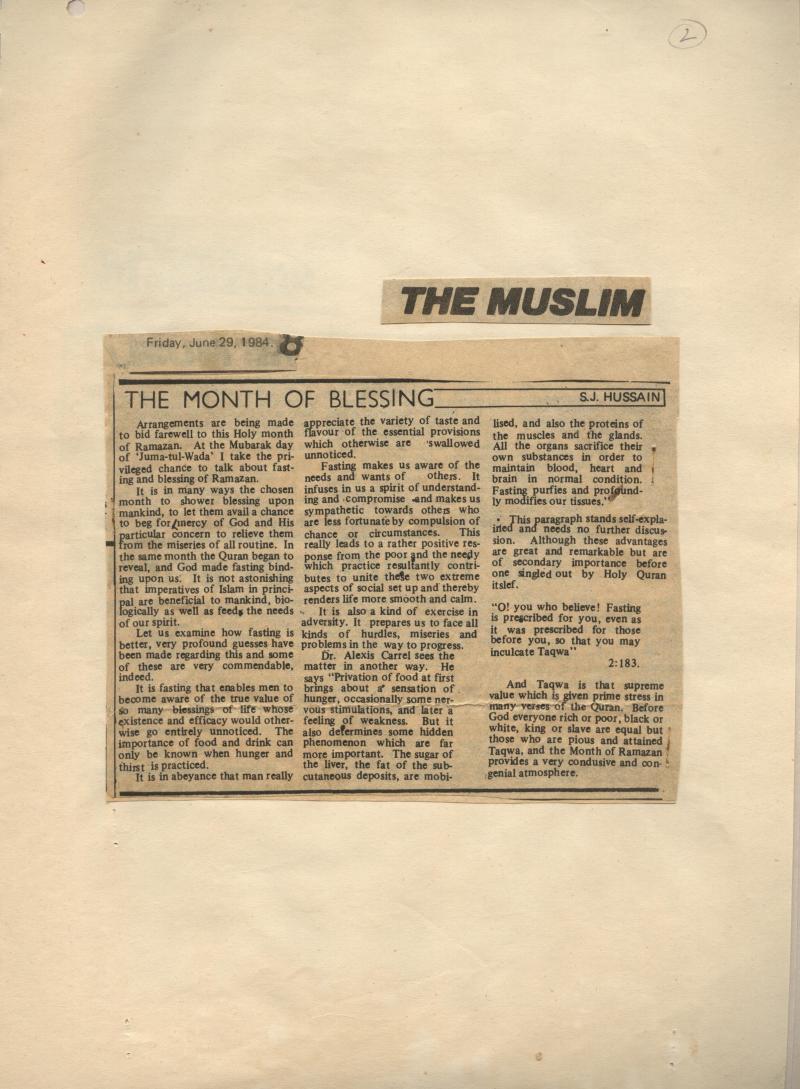 2
THE MUSLIM
Friday, June 29, 1984.
THE MONTH OF BLESSING
S.J. HUSSAIN
Arrangements are being made
to bid farewell to this Holy month
of Ramazan. At the Mubarak day
of 'Juma-tul-Wada' I take the pri-
vileged chance to talk about fast-
ing and blessing of Ramazan.
It is in many ways the chosen
month to shower blessing upon
mankind, to let them avail a chance
to beg for mercy of God and His
particular concern to relieve them
from the miseries of all routine. In
the same month the Quran began to
reveal, and God made fasting bind-
ing upon us. It is not astonishing
that imperatives of Islam in princi-
pal are beneficial to mankind, bio-
logically as well as feeds the needs
of our spirit.
Let us examine how fasting is
better, very profound guesses have
been made regarding this and some
of these are very commendable,
indeed.
It is fasting that enables men to
become aware of the true value of
so many blessings of life whose
existence and efficacy would other-
wise go entirely unnoticed. The
importance of food and drink can
only be known when hunger and
thirst is practiced.
It is in abeyance that man really
appreciate the variety of taste and
flavour of the essential provisions
which otherwise are swallowed
unnoticed.
Fasting makes us aware of the
needs and wants of others. It
infuses in us a spirit of understand-
ing and compromise and makes us
sympathetic towards others who
are less fortunate by compulsion of
chance or circumstances. This
really leads to a rather positive res-
ponse from the poor and the needy
which practice resultantly contri-
butes to unite these two extreme
aspects of social set up and thereby
renders life more smooth and calm.
It is also a kind of exercise in
adversity. It prepares us to face all
kinds of hurdles, miseries and
problems in the way to progress.
Dr. Alexis Carrel sees the
matter in another way. He
says "Privation of food at first
brings about a sensation of
hunger, occasionally some ner-
vous stimulations, and later a
feeling of weakness. But it
also determines some hidden
phenomenon which are far
more important. The sugar of
the liver, the fat of the sub-
cutaneous deposits, are mobi-
lised, and also the proteins of
the muscles and the glands.
All the organs sacrifice their
own substances in order to
maintain blood, heart and
brain in normal condition.
Fasting purfies and profound-
ly modifies our tissues."
This paragraph stands self-expla-
ined and needs no further discus-
sion. Although these advantages
are great and remarkable but are
of secondary importance before
one singled out by Holy Quran
itslef.
"O! you who believe! Fasting
is prescribed for you, even as
it was prescribed for those
before you, so that you may
inculcate Taqwa"
2:183.
And Taqwa is that supreme
value which is given prime stress in
many verses of the Quran. Before
God everyone rich or poor, black or
white, king or slave are equal but
those who are pious and attained
Taqwa, and the Month of Ramazan
provides a very condusive and con-
genial atmosphere.